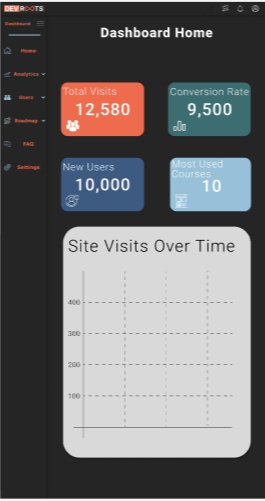 DEVROOTS
Dashboard
Dashboard Home
Home
Analytics
Users
Roadmap
FAQ
Settings
Total Visits
12,580
Conversion Rate
9,500
New Users
10,000
Most Used
Courses
10
Site Visits Over Time
400
300
200
100